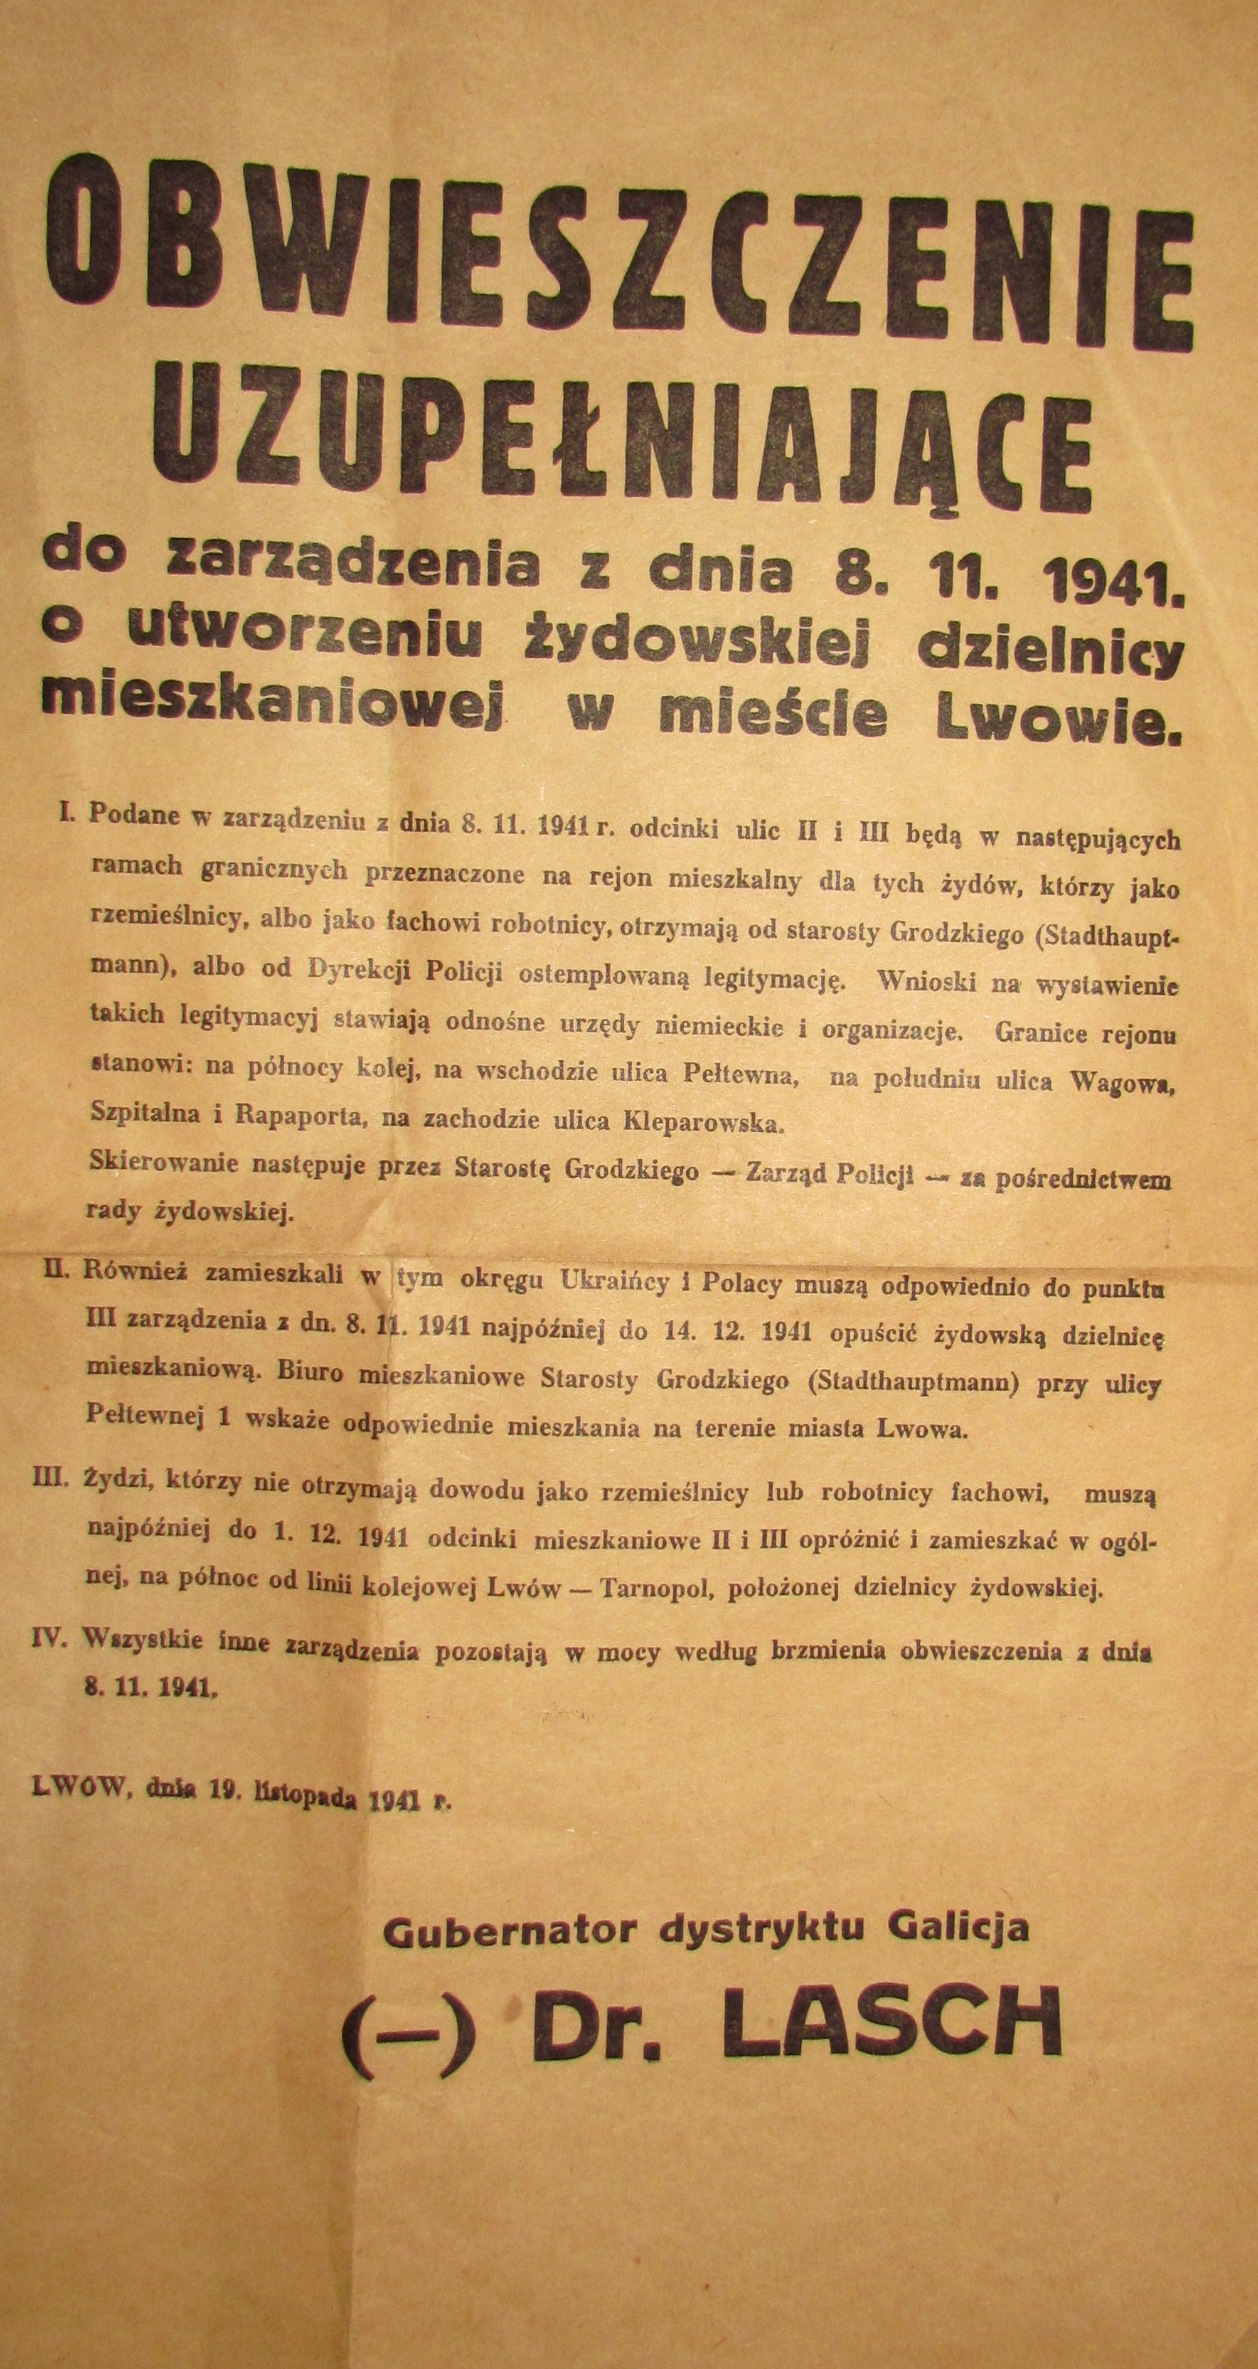 OBWIESZCZENIE
UZUPEŁNIAJĄCE
do zarządzenia z dnia 8. 11. 1941.
o utworzeniu żydowskiej dzielnicy
mieszkaniowej w mieście Lwowie.
I. Podane w zarządzeniu z dnia 8. 11. 1941 r. odcinki ulic II i III będą w następujących
ramach granicznych przeznaczone na rejon mieszkalny dla tych żydów, którzy jako
rzemieślnicy, albo jako fachowi robotnicy, otrzymają od starosty Grodzkiego (Stadthaupt-
mann), albo od Dyrekcji Policji ostemplowaną legitymację. Wnioski na wystawienie
takich legitymacyj stawiają odnośne urzędy niemieckie i organizacje. Granice rejonu
stanowi: na północy kolej, na wschodzie ulica Pełtewna, na południu ulica Wagowa,
Szpitalna i Rapaporta, na zachodzie ulica Kleparowska.
Skierowanie następuje przez Starostę Grodzkiego — Zarząd Policji — za pośrednictwem
rady żydowskiej.
II. Również zamieszkali w tym okręgu Ukraińcy i Polacy muszą odpowiednio do punktu
III zarządzenia z dn. 8. 11. 1941 najpóźniej do 14. 12. 1941 opuścić żydowską dzielnicę
mieszkaniową. Biuro mieszkaniowe Starosty Grodzkiego (Stadthauptmann) przy ulicy
Pełtewnej 1 wskaże odpowiednie mieszkania na terenie miasta Lwowa.
III. Żydzi, którzy nie otrzymają dowodu jako rzemieślnicy lub robotnicy fachowi, muszą
najpóźniej do 1. 12. 1941 odcinki mieszkaniowe II i III opróżnić i zamieszkać w ogól-
nej, na północ od linii kolejowej Lwów — Tarnopol, położonej dzielnicy żydowskiej.
IV. Wszystkie inne zarządzenia pozostają w mocy według brzmienia obwieszczenia z dnia
8. 11. 1941.
LWÓW, dnia 19. listopada 1941 r.
Gubernator dystryktu Galicja
(—) Dr. LASCH